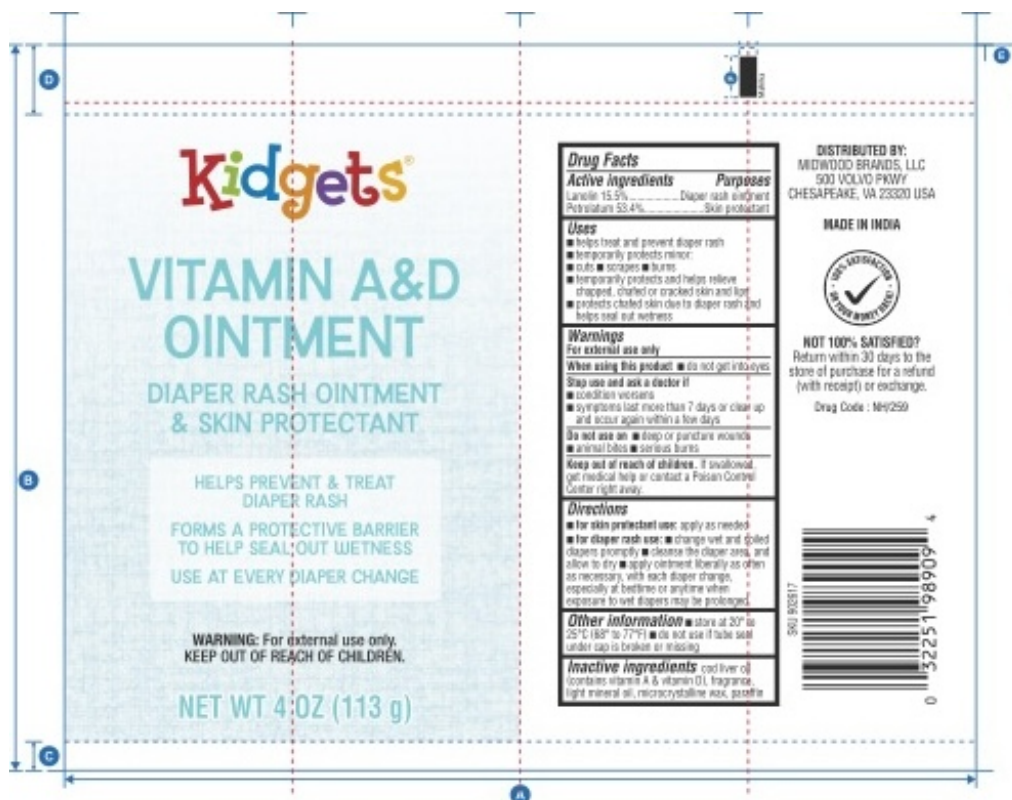 D
E
Kidgets®
VITAMIN A&D
OINTMENT
DIAPER RASH OINTMENT
& SKIN PROTECTANT
HELPS PREVENT & TREAT
DIAPER RASH
FORMS A PROTECTIVE BARRIER
TO HELP SEAL OUT WETNESS
USE AT EVERY DIAPER CHANGE
WARNING: For external use only.
KEEP OUT OF REACH OF CHILDREN.
NET WT 4 OZ (113 g)
B
C
A
Drug Facts
Active ingredients Purposes
Lanolin 15.5%....................Diaper rash ointment
Petrolatum 53.4%....................Skin protectant
Uses
■ helps treat and prevent diaper rash
■ temporarily protects minor:
■ cuts ■ scrapes ■ burns
■ temporarily protects and helps relieve
chapped, chafed or cracked skin and lips
■ protects chafed skin due to diaper rash and
helps seal out wetness
Warnings
For external use only
When using this product ■ do not get into eyes
Stop use and ask a doctor if
■ condition worsens
■ symptoms last more than 7 days or clear up
and occur again within a few days
Do not use on ■ deep or puncture wounds
■ animal bites ■ serious burns
Keep out of reach of children. If swallowed,
get medical help or contact a Poison Control
Center right away.
Directions
■ for skin protectant use: apply as needed
■ for diaper rash use: ■ change wet and soiled
diapers promptly ■ cleanse the diaper area, and
allow to dry ■ apply ointment liberally as often
as necessary, with each diaper change,
especially at bedtime or anytime when
exposure to wet diapers may be prolonged.
Other information ■ store at 20° to
25°C (68° to 77°F) ■ do not use if tube seal
under cap is broken or missing
Inactive ingredients cod liver oil
(contains vitamin A & vitamin D), fragrance,
light mineral oil, microcrystalline wax, paraffin
DISTRIBUTED BY:
MIDWOOD BRANDS, LLC
500 VOLVO PKWY
CHESAPEAKE, VA 23320 USA
MADE IN INDIA
100% SATISFACTION
OR YOUR MONEY BACK!
NOT 100% SATISFIED?
Return within 30 days to the
store of purchase for a refund
(with receipt) or exchange.
Drug Code : NH/259
SKU 932617
0 32251 98909 4